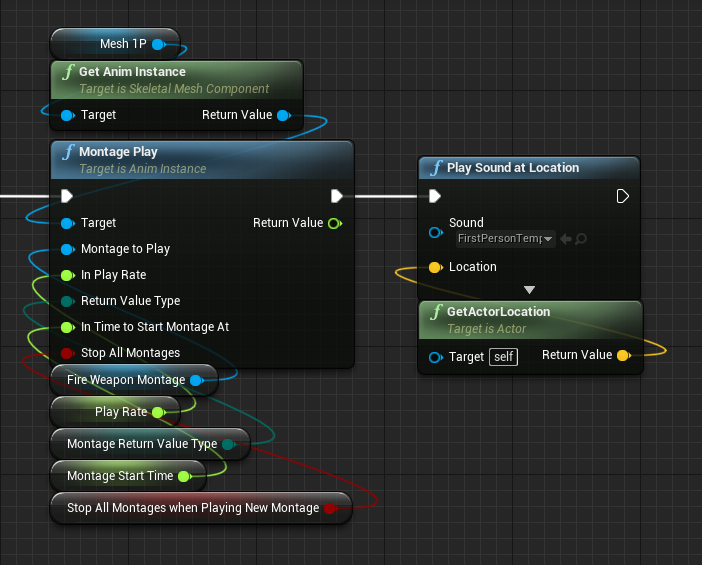 Mesh 1P
f Get Anim Instance
Target is Skeletal Mesh Component
Target Return Value
f Montage Play
Target is Anim Instance
Target Return Value
Montage to Play
In Play Rate
Return Value Type
In Time to Start Montage At
Stop All Montages
Fire Weapon Montage
Play Rate
Montage Return Value Type
Montage Start Time
Stop All Montages when Playing New Montage
f Play Sound at Location
Sound
FirstPersonTemp
Location
f GetActorLocation
Target is Actor
Target self Return Value